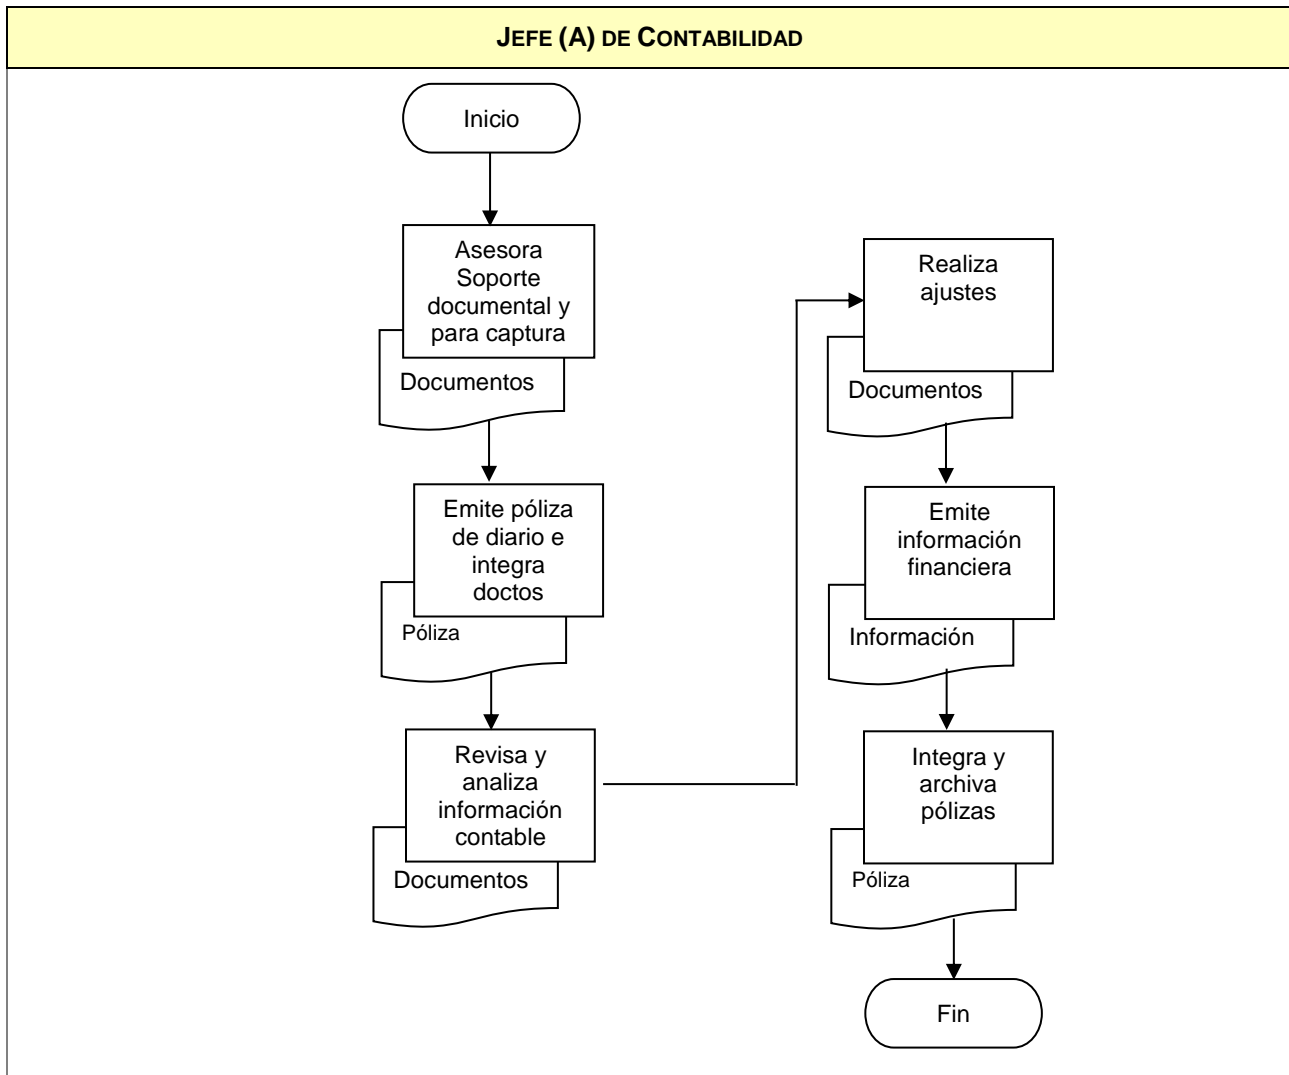 JEFE (A) DE CONTABILIDAD
Inicio
Asesora
Soporte
documental y
para captura
Documentos
Emite póliza
de diario e
integra
doctos
Póliza
Revisa y
analiza
información
contable
Documentos
Realiza
ajustes
Documentos
Emite
información
financiera
Información
Integra y
archiva
pólizas
Póliza
Fin